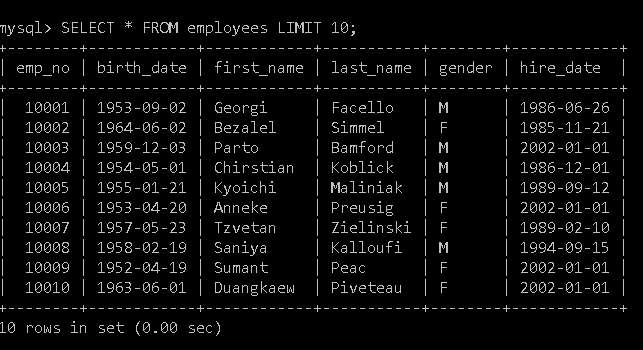 mysql> SELECT * FROM employees LIMIT 10;
+--------+------------+------------+-----------+--------+------------+
| emp_no | birth_date | first_name | last_name | gender | hire_date  |
+--------+------------+------------+-----------+--------+------------+
|  10001 | 1953-09-02 | Georgi     | Facello   | M      | 1986-06-26 |
|  10002 | 1964-06-02 | Bezalel    | Simmel    | F      | 1985-11-21 |
|  10003 | 1959-12-03 | Parto      | Bamford   | M      | 2002-01-01 |
|  10004 | 1954-05-01 | Chirstian  | Koblick   | M      | 1986-12-01 |
|  10005 | 1955-01-21 | Kyoichi    | Maliniak  | M      | 1989-09-12 |
|  10006 | 1953-04-20 | Anneke     | Preusig   | F      | 2002-01-01 |
|  10007 | 1957-05-23 | Tzvetan    | Zielinski | F      | 1989-02-10 |
|  10008 | 1958-02-19 | Saniya     | Kalloufi  | M      | 1994-09-15 |
|  10009 | 1952-04-19 | Sumant     | Peac      | F      | 2002-01-01 |
|  10010 | 1963-06-01 | Duangkaew  | Piveteau  | F      | 2002-01-01 |
+--------+------------+------------+-----------+--------+------------+
10 rows in set (0.00 sec)